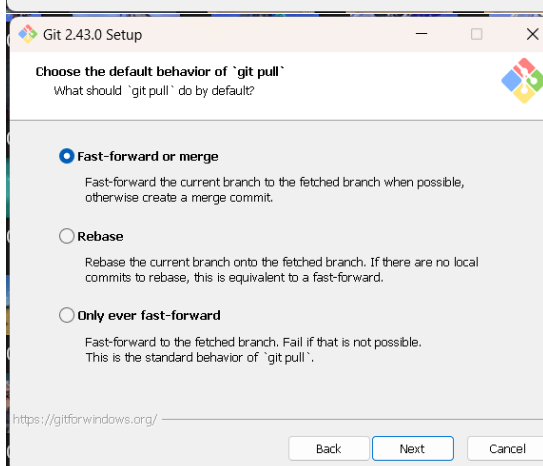 Git 2.43.0 Setup
Choose the default behavior of `git pull`
What should `git pull` do by default?
Fast-forward or merge
Fast-forward the current branch to the fetched branch when possible,
otherwise create a merge commit.
Rebase
Rebase the current branch onto the fetched branch. If there are no local
commits to rebase, this is equivalent to a fast-forward.
Only ever fast-forward
Fast-forward to the fetched branch. Fail if that is not possible.
This is the standard behavior of `git pull`.
https://gitforwindows.org/
Back Next Cancel